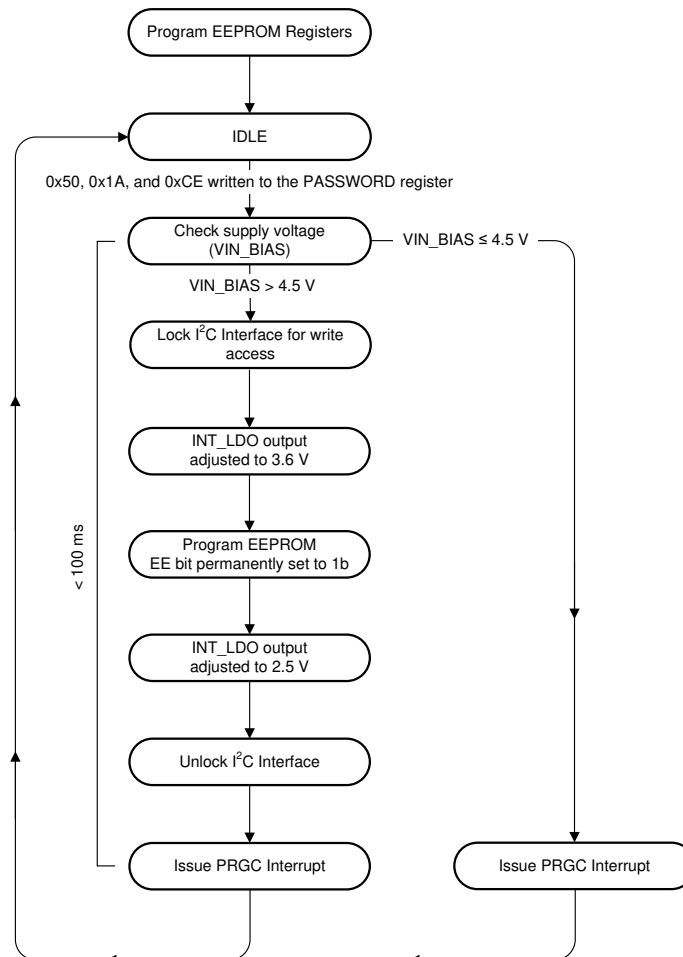 Program EEPROM Registers
IDLE
0x50, 0x1A, and 0xCE written to the PASSWORD register
Check supply voltage
(VIN_BIAS)
VIN_BIAS ≤ 4.5 V
VIN_BIAS > 4.5 V
Lock I²C Interface for write
access
INT_LDO output
adjusted to 3.6 V
< 100 ms
Program EEPROM
EE bit permanently set to 1b
INT_LDO output
adjusted to 2.5 V
Unlock I²C Interface
Issue PRGC Interrupt
Issue PRGC Interrupt